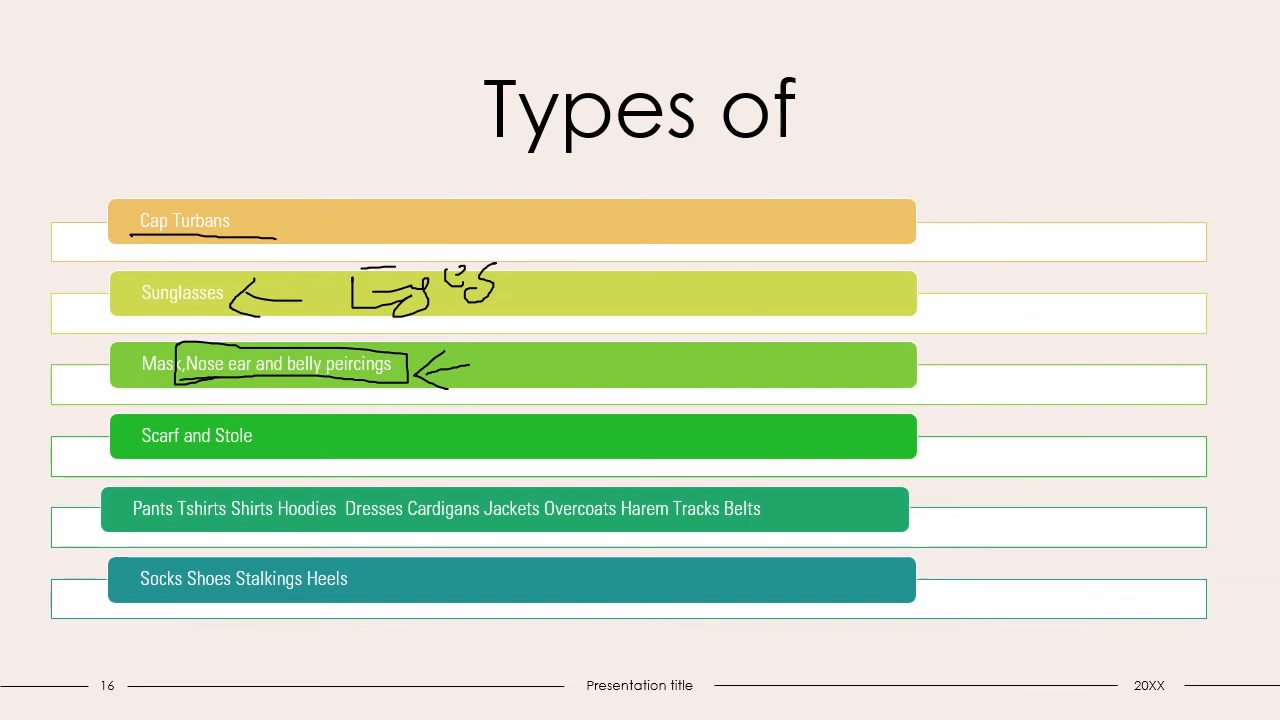 Types of
Cap Turbans
Sunglasses
Eyes
Mask,Nose ear and belly peircings
Scarf and Stole
Pants Tshirts Shirts Hoodies Dresses Cardigans Jackets Overcoats Harem Tracks Belts
Socks Shoes Stalkings Heels
16
Presentation title
20XX